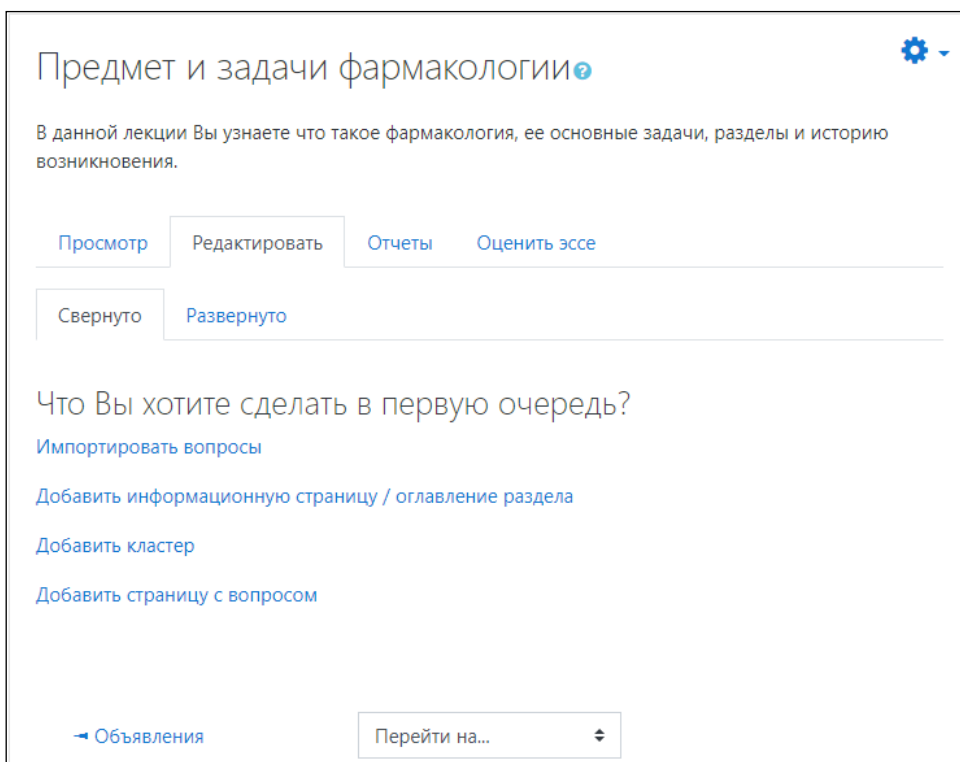 Предмет и задачи фармакологии
В данной лекции Вы узнаете что такое фармакология, ее основные задачи, разделы и историю
возникновения.
Просмотр Редактировать Отчеты Оценить эссе
Свернуто Развернуто
Что Вы хотите сделать в первую очередь?
Импортировать вопросы
Добавить информационную страницу / оглавление раздела
Добавить кластер
Добавить страницу с вопросом
Объявления Перейти на...